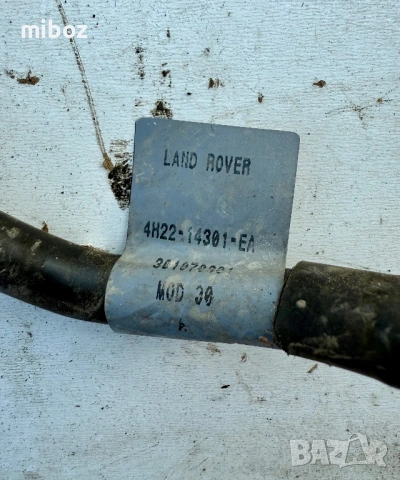 miboz
LAND ROVER
4H22-14301-EA
MOD 30
BAZAR